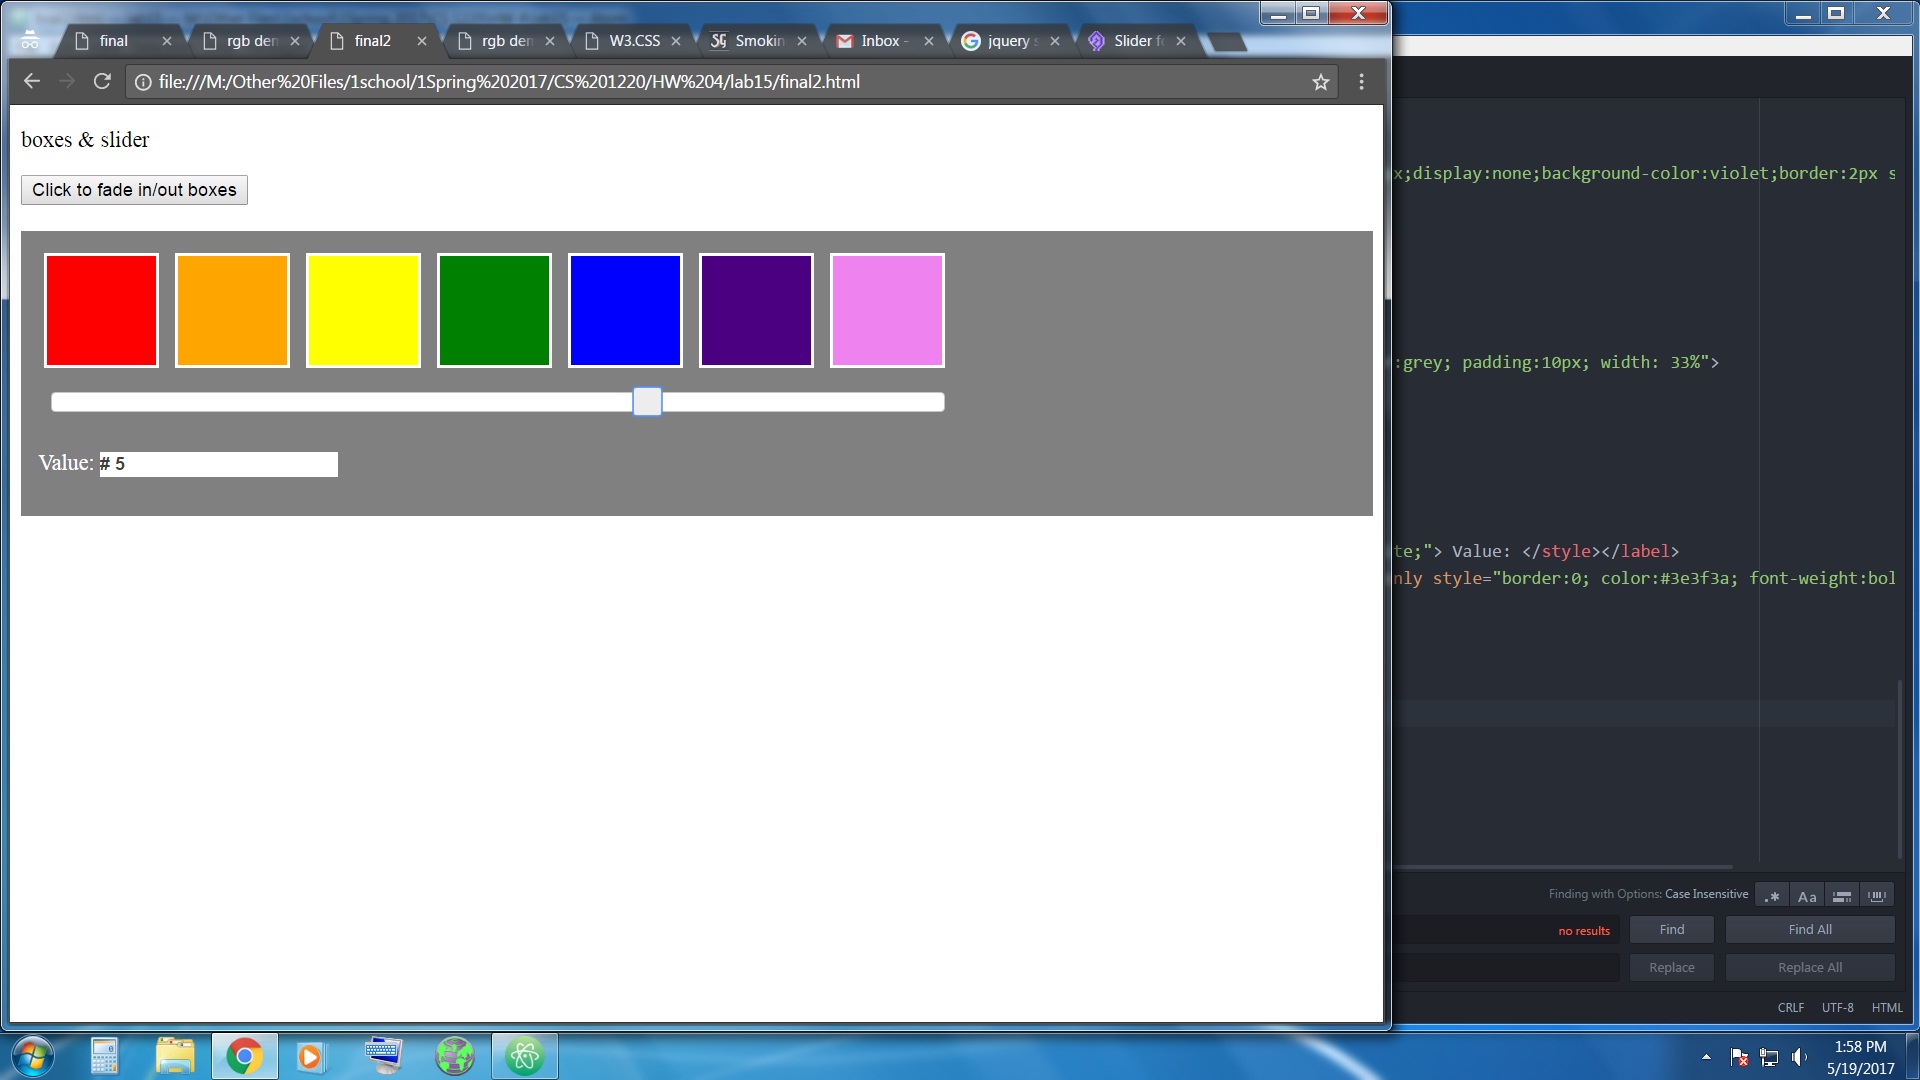 final
rgb den
final2
rgb den
W3.CSS
Smokin
Inbox -
jquery s
Slider fo
file:///M:/Other%20Files/1school/1Spring%202017/CS%201220/HW%204/lab15/final2.html
boxes & slider
Click to fade in/out boxes
Value: # 5
x;display:none;background-color:violet;border:2px s
:grey; padding:10px; width: 33%">
te;"> Value: </style></label>
nly style="border:0; color:#3e3f3a; font-weight:bol
Finding with Options: Case Insensitive
.*
Aa
no results
Find
Find All
Replace
Replace All
CRLF UTF-8 HTML
1:58 PM
5/19/2017